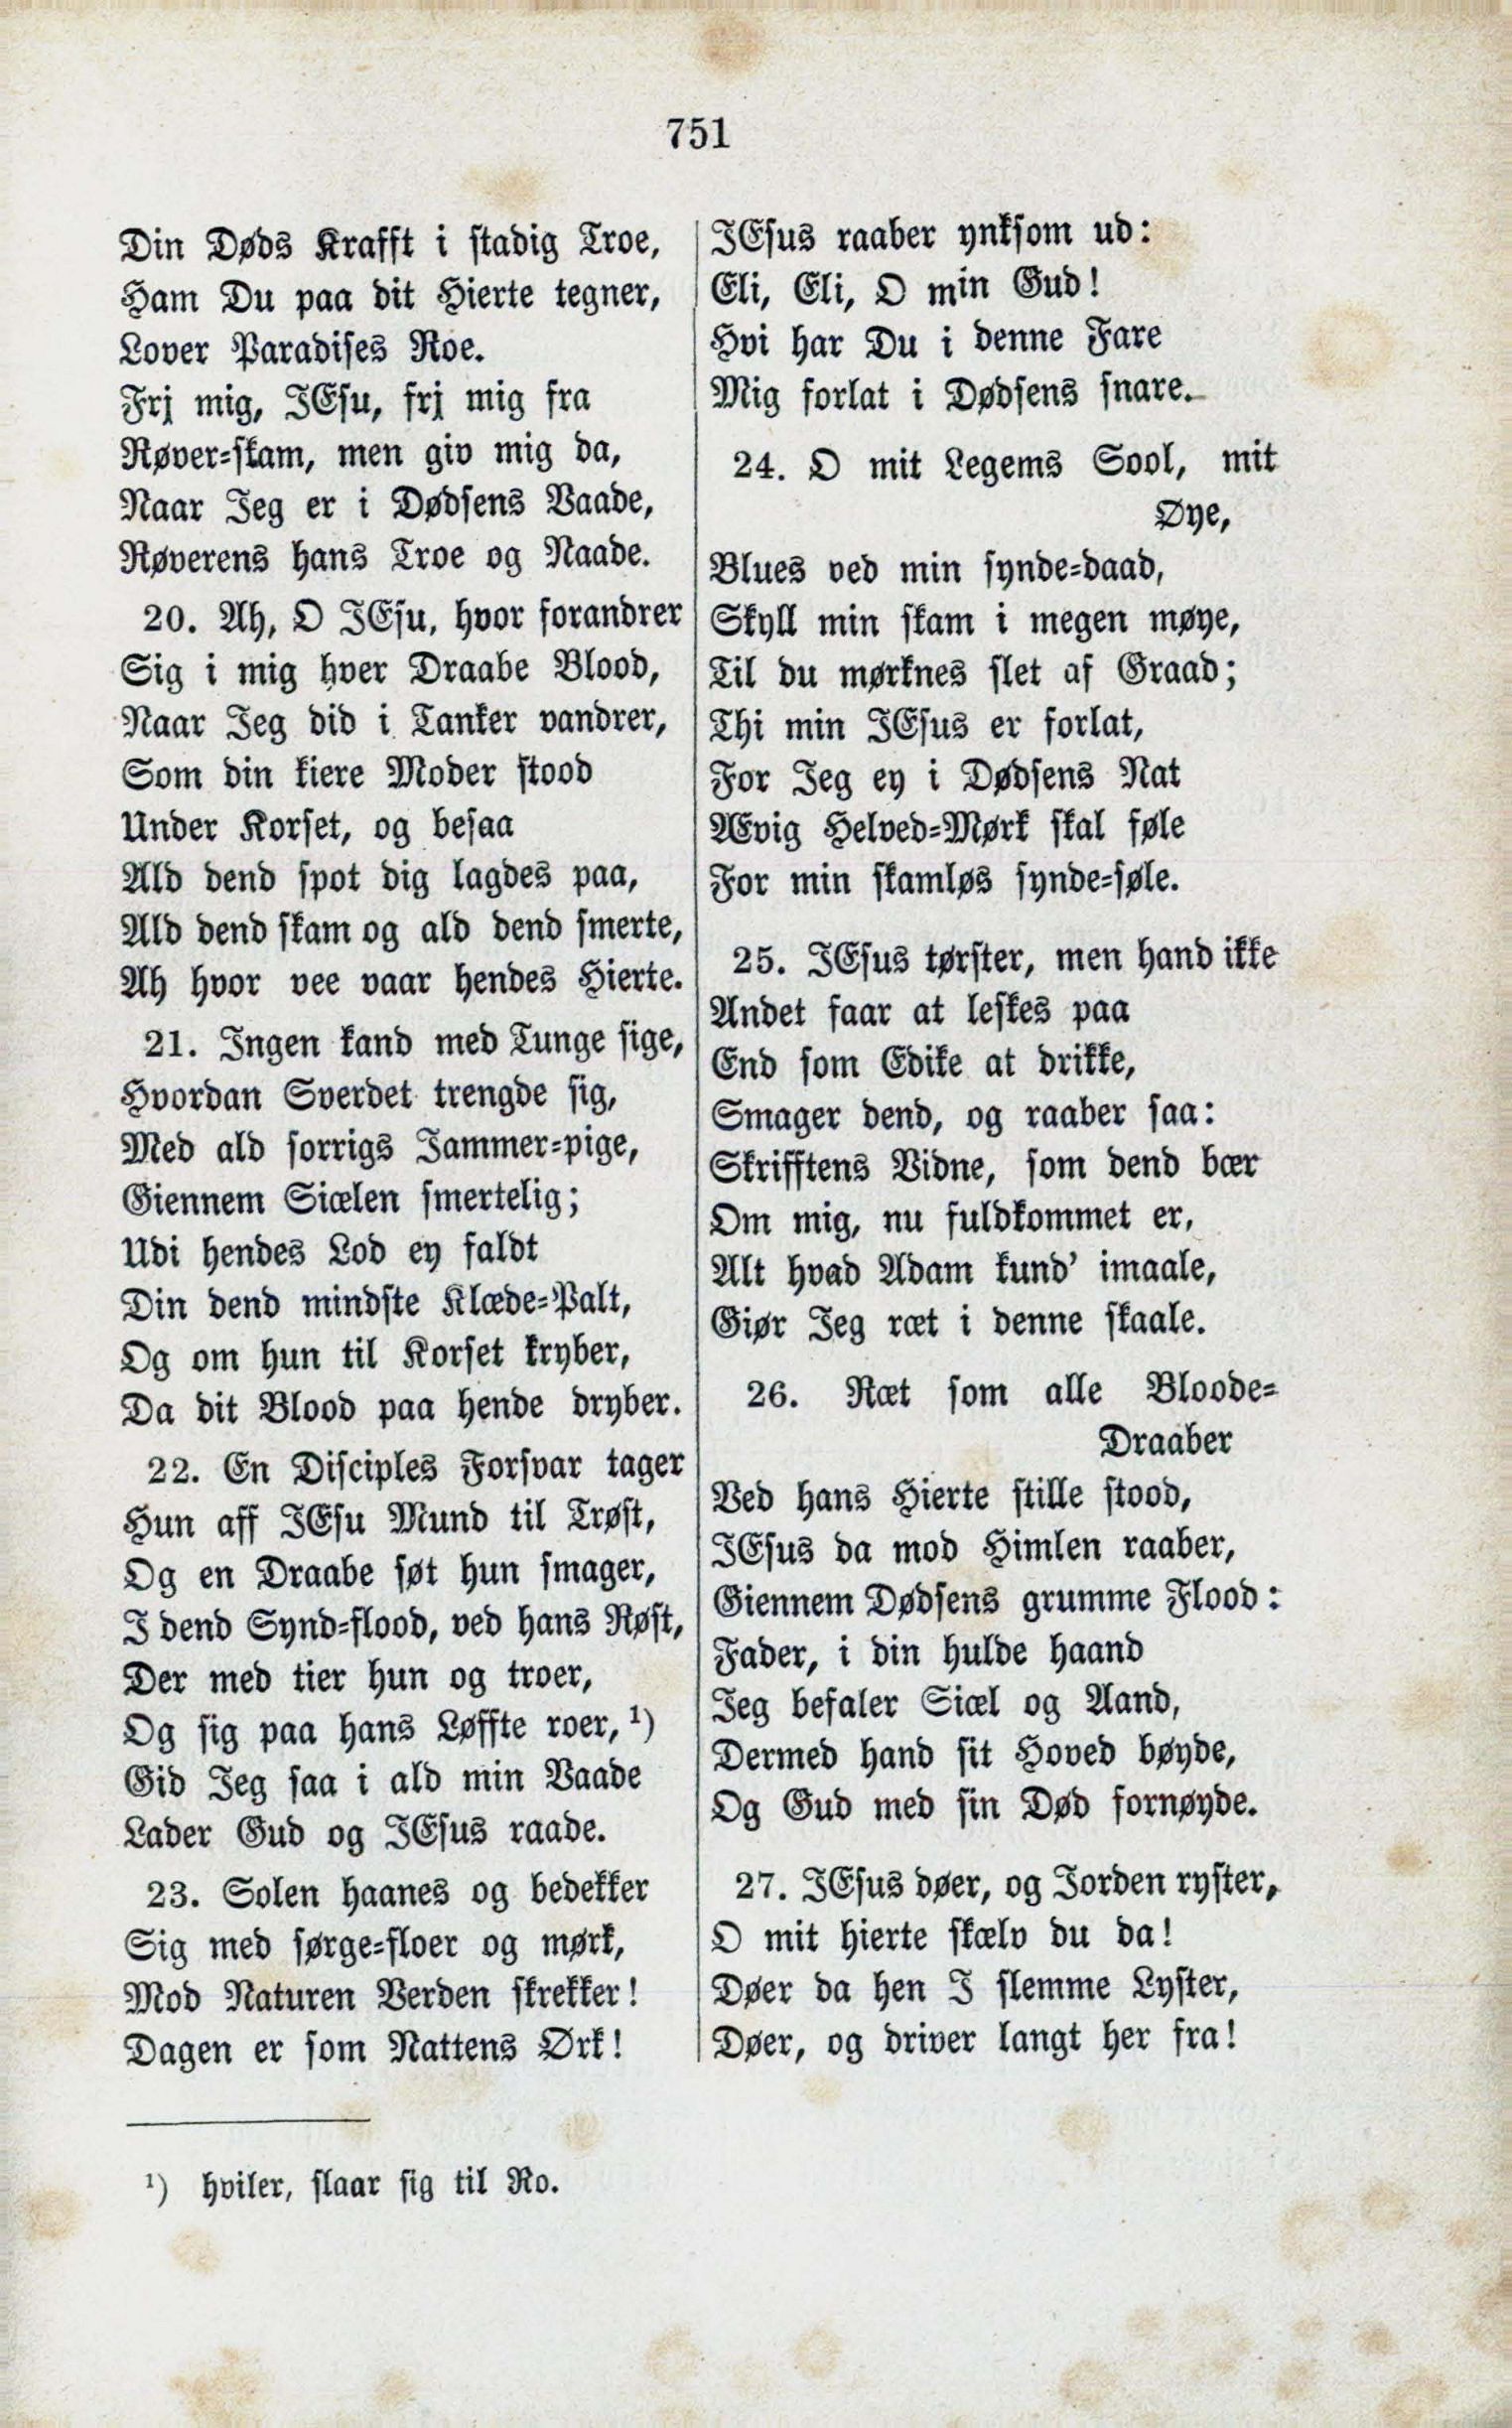 751
Din Døds Krafft i stadig Troe,
Ham Du paa dit Hierte tegner,
Lover Paradises Roe.
Frj mig, JEsu, frj mig fra
Røver-skam, men giv mig da,
Naar Jeg er i Dødsens Vaade,
Røverens hans Troe og Naade.
20. Ah, O JEsu, hvor forandrer
Sig i mig hver Draabe Blood,
Naar Jeg did i Tanker vandrer,
Som din kiere Moder stood
Under Korset, og besaa
Ald dend spot dig lagdes paa,
Ald dend skam og ald dend smerte,
Ah hvor vee vaar hendes Hierte.
21. Ingen kand med Tunge sige,
Hvordan Sverdet trengde sig,
Med ald sorrigs Jammer-pige,
Giennem Siælen smertelig;
Udi hendes Lod ey faldt
Din dend mindste Klæde-Palt,
Og om hun til Korset kryber,
Da dit Blood paa hende dryber.
22. En Disciples Forsvar tager
Hun aff JEsu Mund til Trøst,
Og en Draabe søt hun smager,
I dend Synd-flood, ved hans Røst,
Der med tier hun og troer,
Og sig paa hans Løffte roer, ¹)
Gid Jeg saa i ald min Vaade
Lader Gud og JEsus raade.
23. Solen haanes og bedekker
Sig med sørge-floer og mørk,
Mod Naturen Verden skrekker!
Dagen er som Nattens Ørk!
¹) hviler, slaar sig til Ro.
JEsus raaber ynksom ud:
Eli, Eli, O min Gud!
Hvi har Du i denne Fare
Mig forlat i Dødsens snare.
24. O mit Legems Sool, mit
Øye,
Blues ved min synde-daad,
Skyll min skam i megen møye,
Til du mørknes slet af Graad;
Thi min JEsus er forlat,
For Jeg ey i Dødsens Nat
Ævig Helved-Mørk skal føle
For min skamløs synde-søle.
25. JEsus tørster, men hand ikke
Andet faar at leskes paa
End som Edike at drikke,
Smager dend, og raaber saa:
Skrifftens Vidne, som dend bær
Om mig, nu fuldkommet er,
Alt hvad Adam kund' imaale,
Giør Jeg ræt i denne skaale.
26. Ræt som alle Bloode-
Draaber
Ved hans Hierte stille stood,
JEsus da mod Himlen raaber,
Giennem Dødsens grumme Flood:
Fader, i din hulde haand
Jeg befaler Siæl og Aand,
Dermed hand sit Hoved bøyde,
Og Gud med sin Død fornøyde.
27. JEsus døer, og Jorden ryster,
O mit hierte skælv du da!
Døer da hen I slemme Lyster,
Døer, og driver langt her fra!